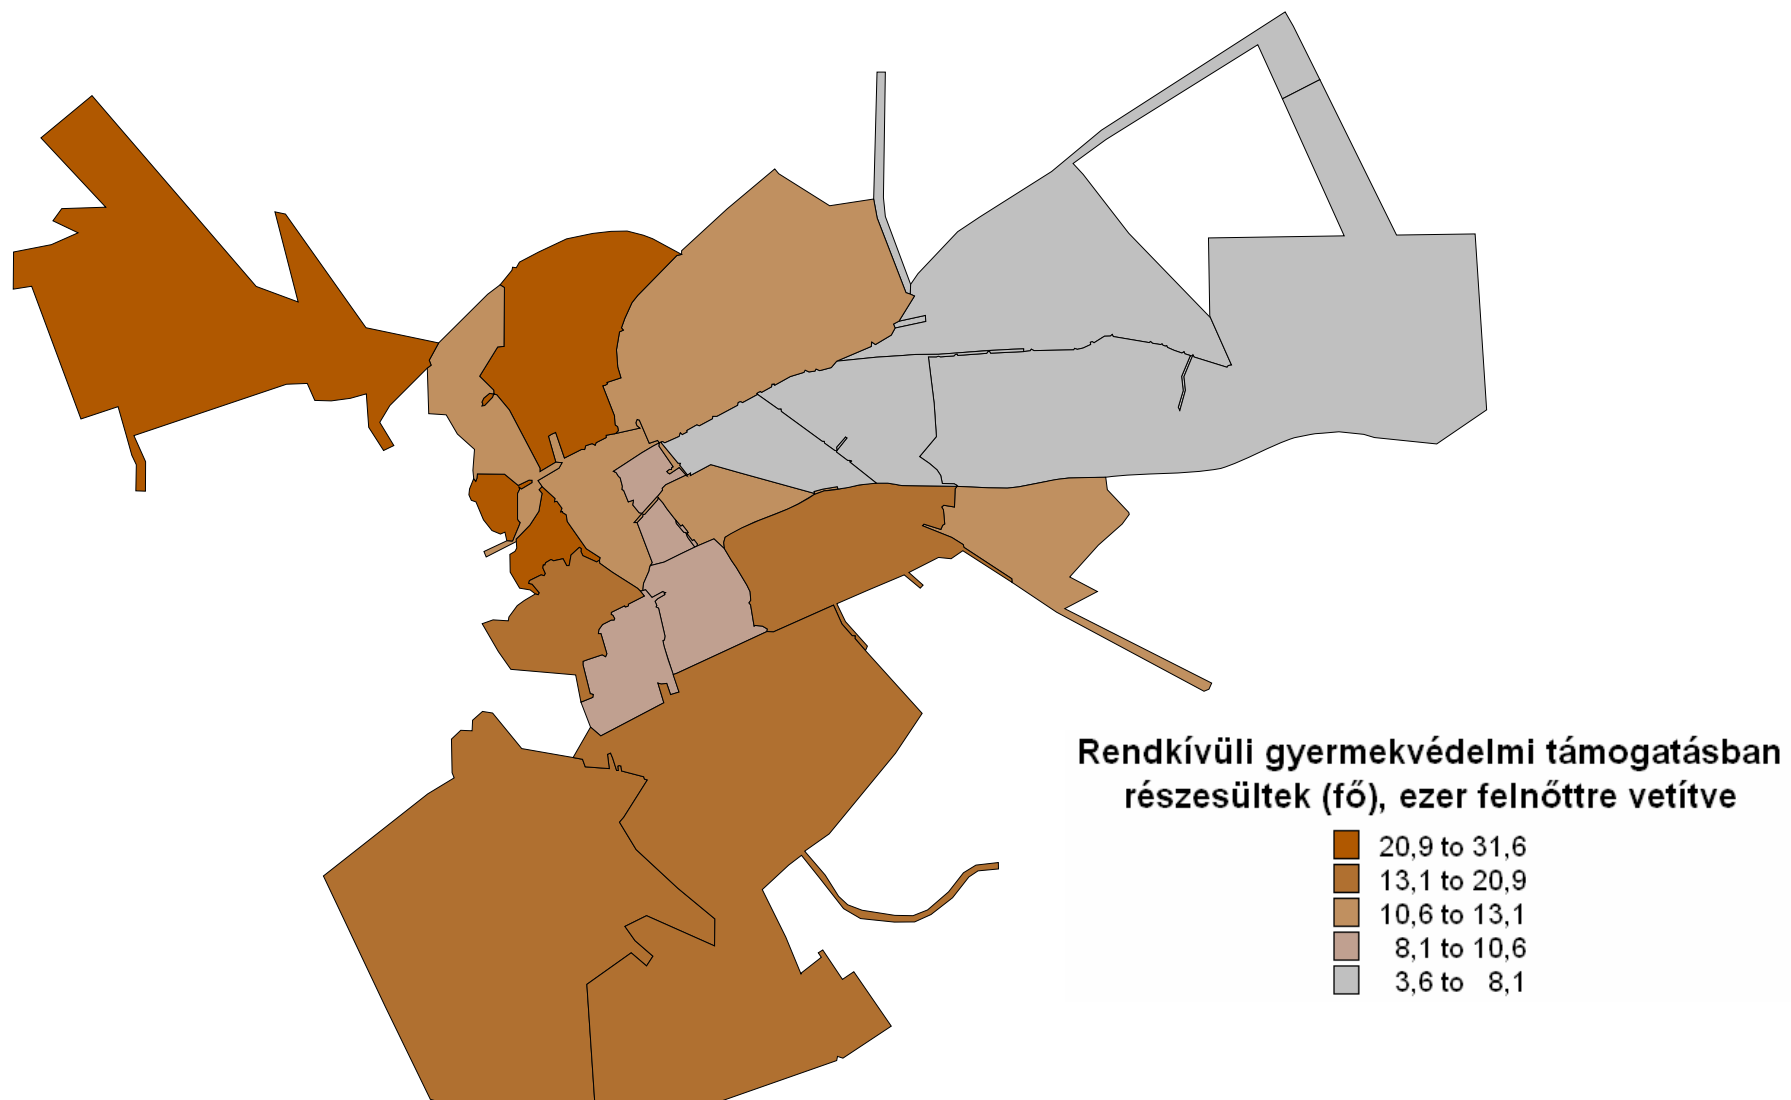 Rendkívüli gyermekvédelmi támogatásban
részesültek (fő), ezer felnőttre vetítve
20,9 to 31,6
13,1 to 20,9
10,6 to 13,1
8,1 to 10,6
3,6 to 8,1